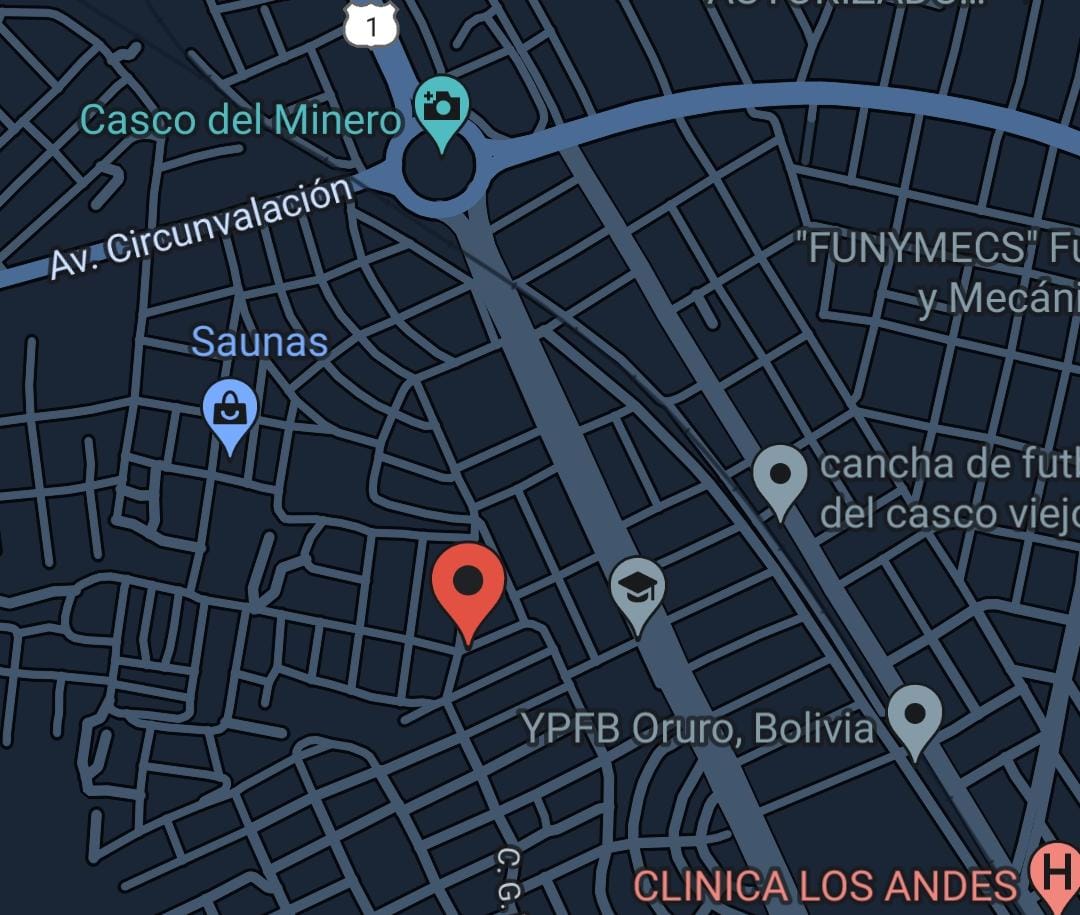 1
Casco del Minero
Av. Circunvalación
"FUNYMECS"
y Mecáni
Saunas
cancha de fut
del casco viejo
YPFB Oruro, Bolivia
C. G.
CLINICA LOS ANDES
H